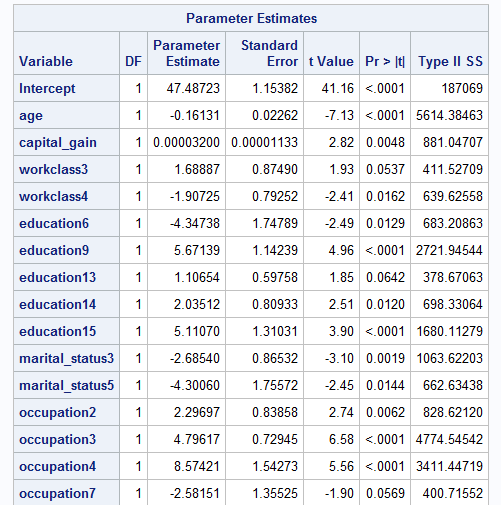 Parameter Estimates
Variable DF Parameter Estimate Standard Error t Value Pr > |t| Type II SS
Intercept 1 47.48723 1.15382 41.16 <.0001 187069
age 1 -0.16131 0.02262 -7.13 <.0001 5614.38463
capital_gain 1 0.00003200 0.00001133 2.82 0.0048 881.04707
workclass3 1 1.68887 0.87490 1.93 0.0537 411.52709
workclass4 1 -1.90725 0.79252 -2.41 0.0162 639.62558
education6 1 -4.34738 1.74789 -2.49 0.0129 683.20863
education9 1 5.67139 1.14239 4.96 <.0001 2721.94544
education13 1 1.10654 0.59758 1.85 0.0642 378.67063
education14 1 2.03512 0.80933 2.51 0.0120 698.33064
education15 1 5.11070 1.31031 3.90 <.0001 1680.11279
marital_status3 1 -2.68540 0.86532 -3.10 0.0019 1063.62203
marital_status5 1 -4.30060 1.75572 -2.45 0.0144 662.63438
occupation2 1 2.29697 0.83858 2.74 0.0062 828.62120
occupation3 1 4.79617 0.72945 6.58 <.0001 4774.54542
occupation4 1 8.57421 1.54273 5.56 <.0001 3411.44719
occupation7 1 -2.58151 1.35525 -1.90 0.0569 400.71552